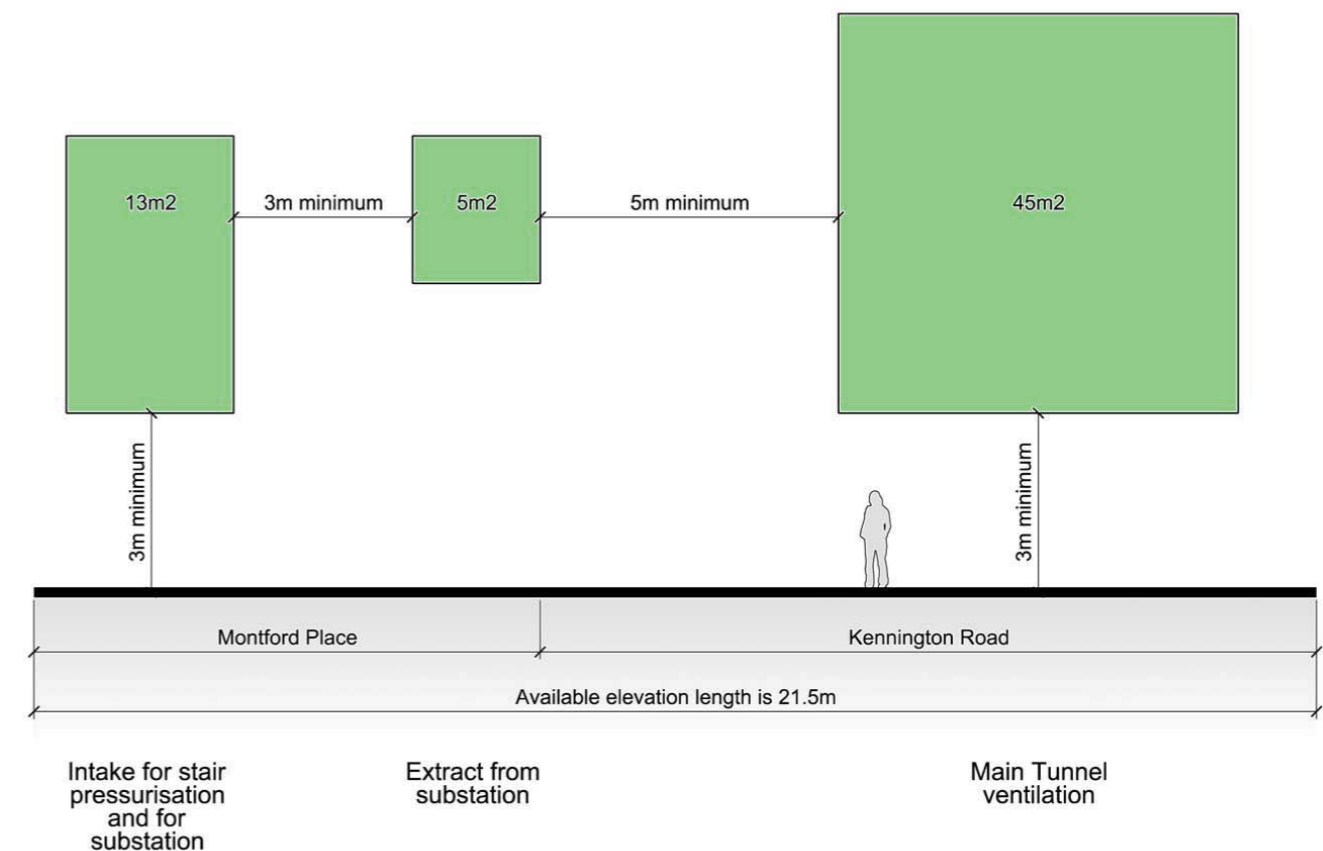 13m2
3m minimum
5m2
5m minimum
45m2
3m minimum
3m minimum
Montford Place
Kennington Road
Available elevation length is 21.5m
Intake for stair
pressurisation
and for
substation
Extract from
substation
Main Tunnel
ventilation